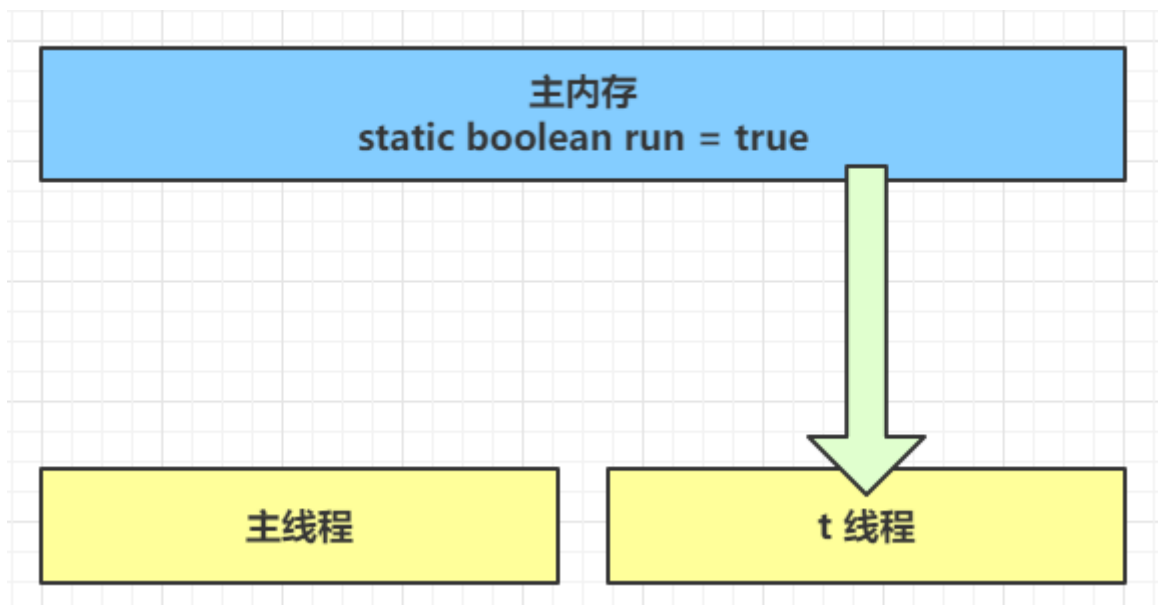 主内存
static boolean run = true
主线程
t 线程